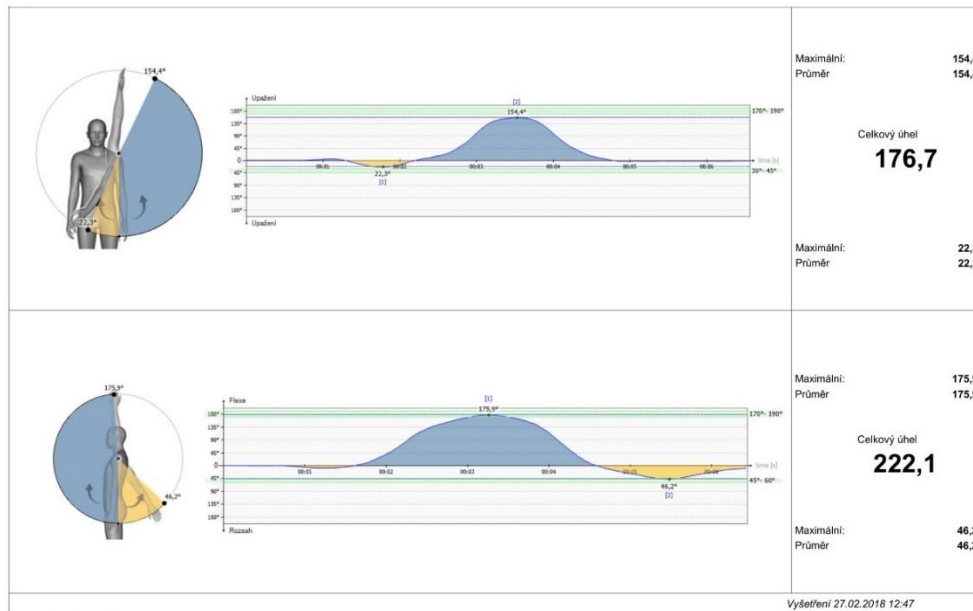 154,4°
22,3°
Upažení
180°
135°
90°
45°
0
45°
90°
135°
180°
Upažení
[2]
154,4°
22,3°
[1]
00:01
00:02
00:03
00:04
00:05
00:06
time [s]
170°- 190°
30°- 45°
Maximální: 154,
Průměr 154,
Celkový úhel
176,7
Maximální: 22,
Průměr 22,
175,9°
46,2°
Flexe
180°
135°
90°
45°
0
45°
90°
135°
180°
Rozsah
[1]
175,9°
46,2°
[2]
00:01
00:02
00:03
00:04
time [s]
170°- 190°
45°- 60°
Maximální: 175,
Průměr 175,
Celkový úhel
222,1
Maximální: 46,
Průměr 46,
Vyšetření 27.02.2018 12:47